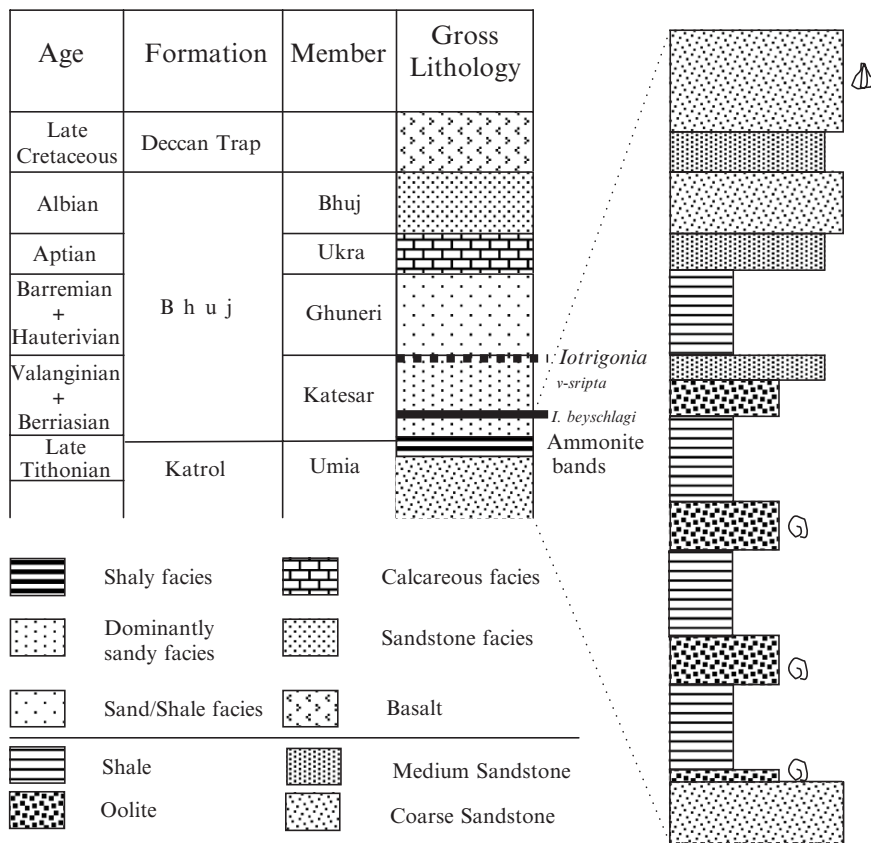 Age Formation Member Gross
Lithology
Late
Cretaceous Deccan Trap
Albian Bhuj
Aptian Ukra
Barremian
+
Hauterivian
B h u j
Ghuneri
Iotrigonia
v-sripta
Valanginian
+
Berriasian
Katesar
I. beyschlagi
Ammonite
bands
Late
Tithonian
Katrol Umia
Shaly facies Calcareous facies
Dominantly
sandy facies
Sandstone facies
Sand/Shale facies Basalt
Shale Medium Sandstone
Oolite Coarse Sandstone